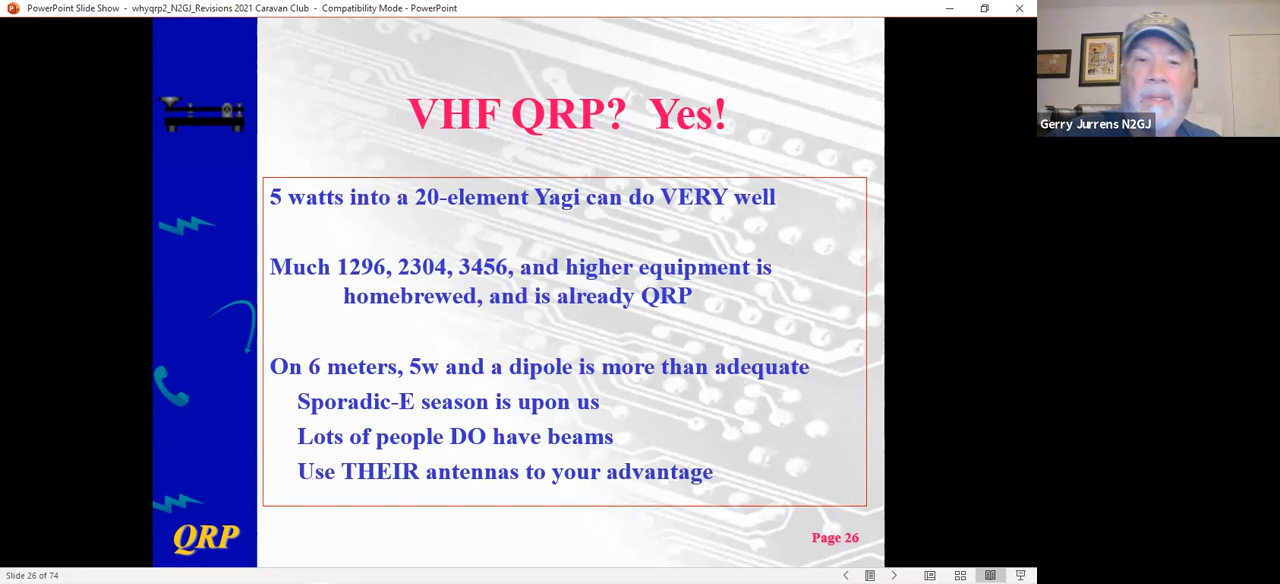 PowerPoint Slide Show - whyqrp2_N2GJ_Revisions 2021 Caravan Club - Compatibility Mode - PowerPoint
Gerry Jurrens N2GJ
VHF QRP? Yes!
5 watts into a 20-element Yagi can do VERY well
Much 1296, 2304, 3456, and higher equipment is
homebrewed, and is already QRP
On 6 meters, 5w and a dipole is more than adequate
Sporadic-E season is upon us
Lots of people DO have beams
Use THEIR antennas to your advantage
QRP
Page 26
Slide 26 of 74